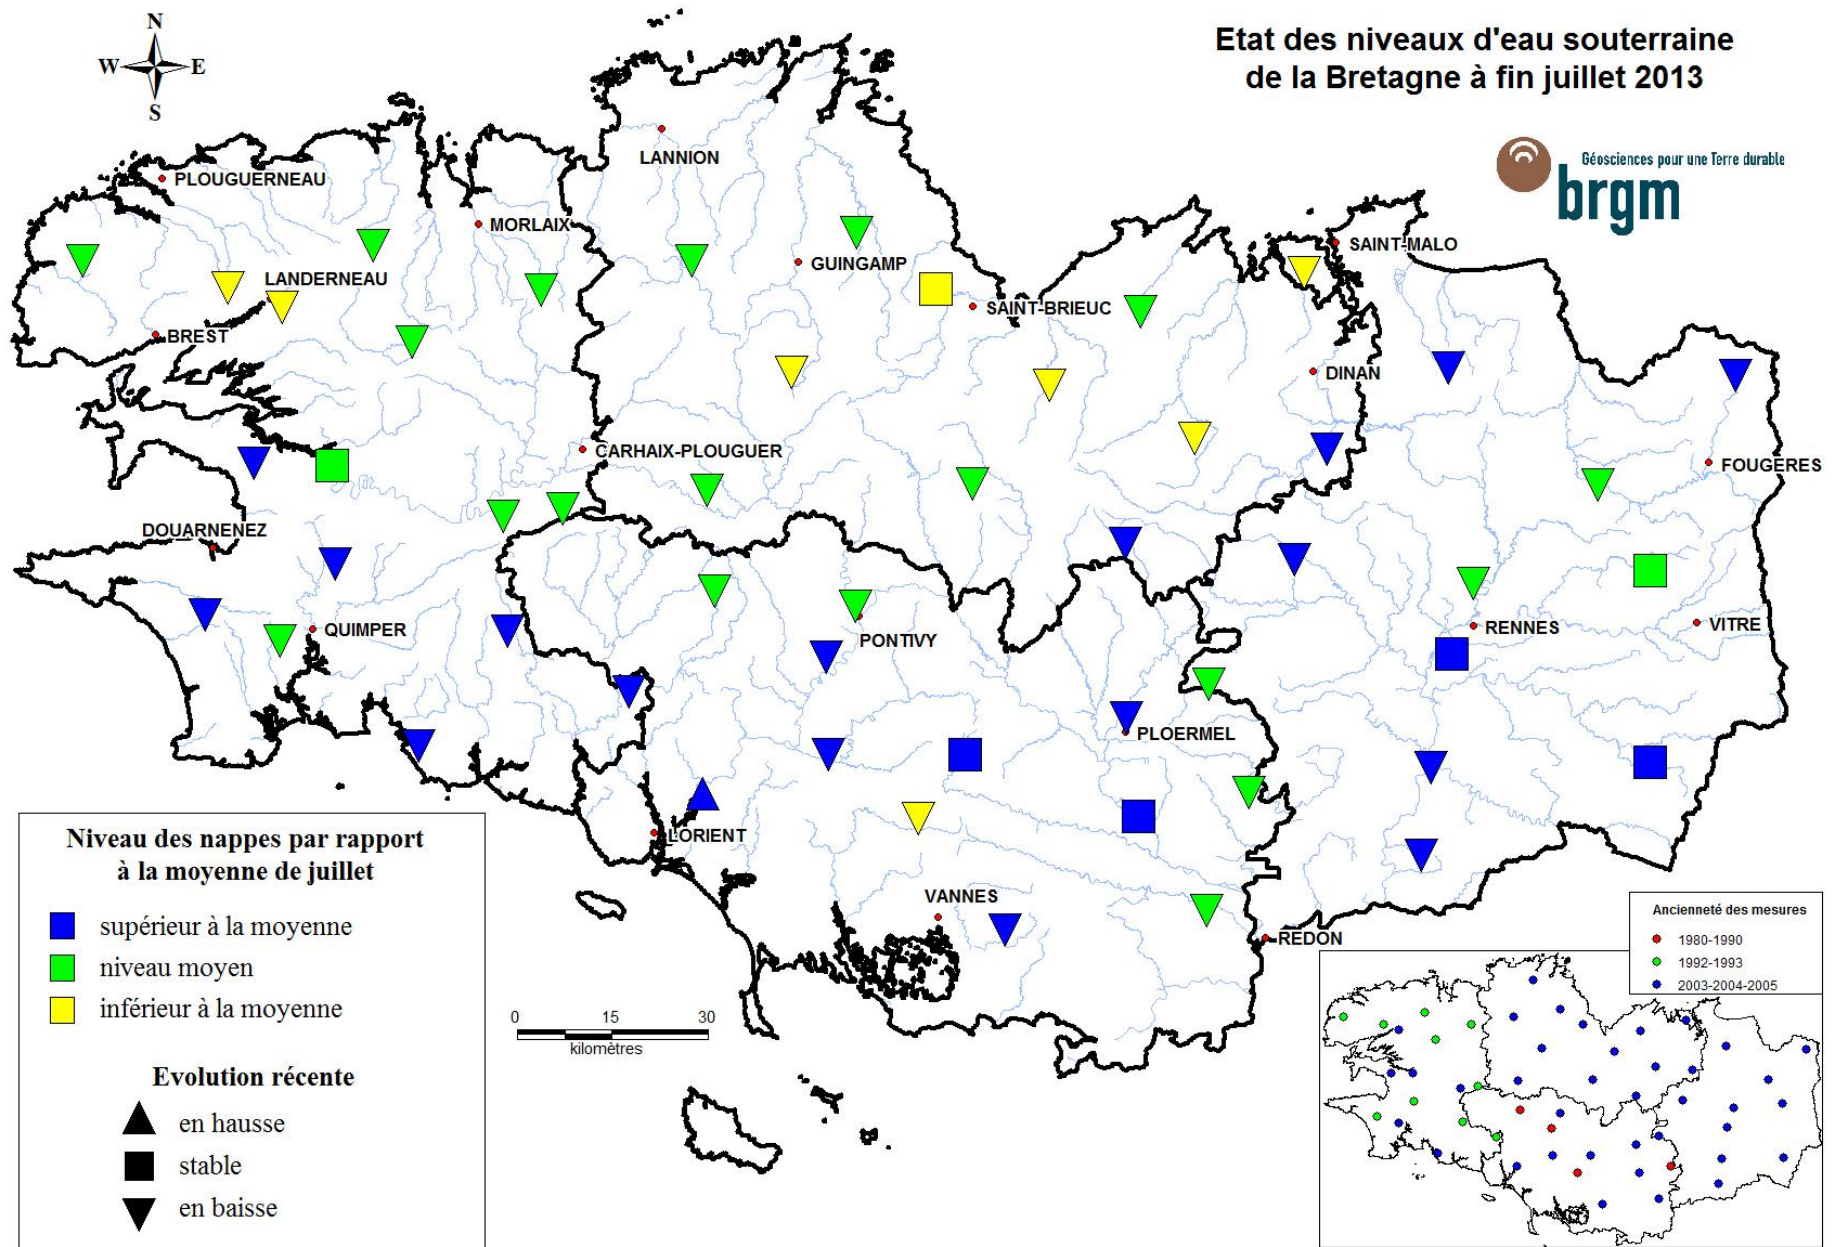 Etat des niveaux d'eau souterraine
de la Bretagne à fin juillet 2013
N
W
E
S
Géosciences pour une Terre durable
brgm
LANNION
PLOUGUERNEAU
MORLAIX
SAINT-MALO
GUINGAMP
LANDERNEAU
SAINT-BRIEUC
BREST
DINAN
CARHAIX-PLOUGUER
FOUGERES
DOUARNENEZ
QUIMPER
PONTIVY
RENNES
VITRE
PLOERMEL
LORIENT
VANNES
REDON
Niveau des nappes par rapport
à la moyenne de juillet
supérieur à la moyenne
niveau moyen
inférieur à la moyenne
Evolution récente
en hausse
stable
en baisse
0 15 30
kilomètres
Ancienneté des mesures
1980-1990
1992-1993
2003-2004-2005